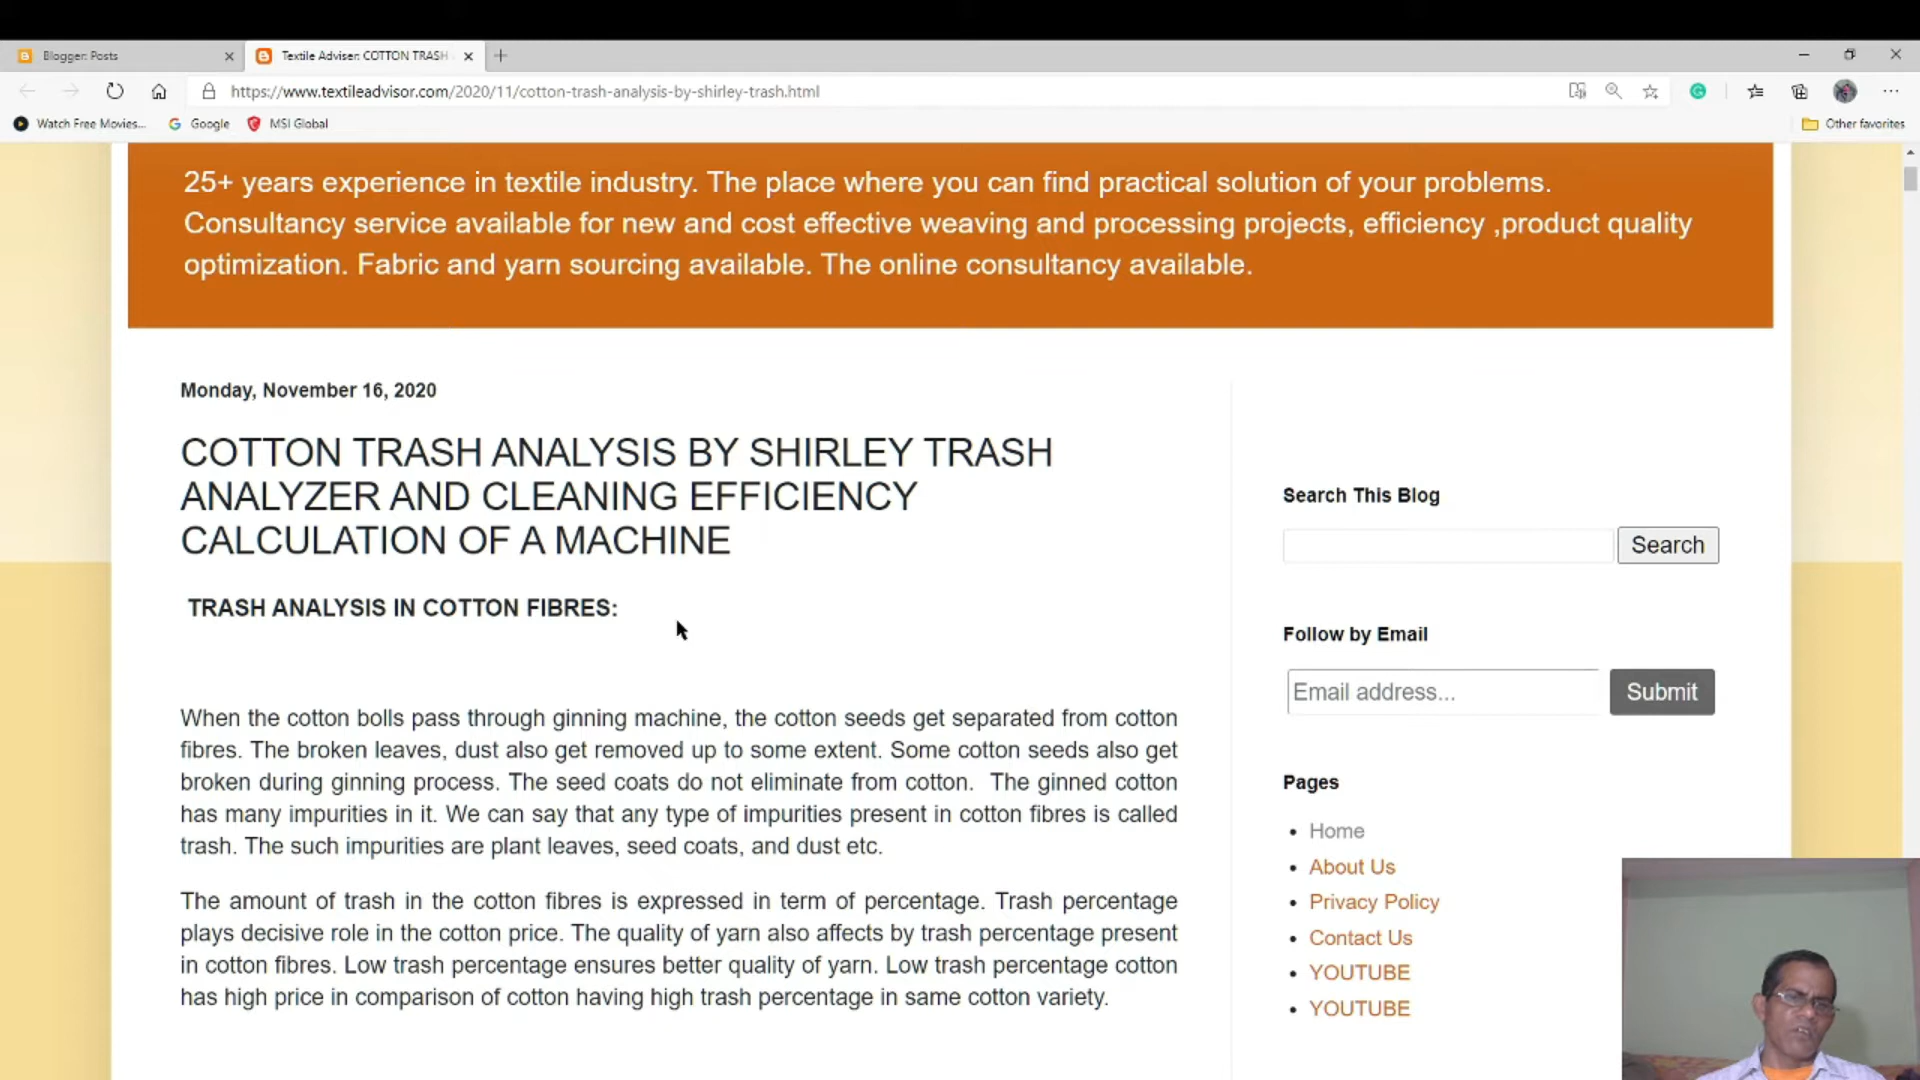 Blogger: Posts
Textile Adviser: COTTON TRASH
https://www.textileadvisor.com/2020/11/cotton-trash-analysis-by-shirley-trash.html
Watch Free Movies...
Google
MSI Global
Other favorites
25+ years experience in textile industry. The place where you can find practical solution of your problems.
Consultancy service available for new and cost effective weaving and processing projects, efficiency ,product quality
optimization. Fabric and yarn sourcing available. The online consultancy available.
Monday, November 16, 2020
COTTON TRASH ANALYSIS BY SHIRLEY TRASH
ANALYZER AND CLEANING EFFICIENCY
CALCULATION OF A MACHINE
TRASH ANALYSIS IN COTTON FIBRES:
When the cotton bolls pass through ginning machine, the cotton seeds get separated from cotton
fibres. The broken leaves, dust also get removed up to some extent. Some cotton seeds also get
broken during ginning process. The seed coats do not eliminate from cotton. The ginned cotton
has many impurities in it. We can say that any type of impurities present in cotton fibres is called
trash. The such impurities are plant leaves, seed coats, and dust etc.
The amount of trash in the cotton fibres is expressed in term of percentage. Trash percentage
plays decisive role in the cotton price. The quality of yarn also affects by trash percentage present
in cotton fibres. Low trash percentage ensures better quality of yarn. Low trash percentage cotton
has high price in comparison of cotton having high trash percentage in same cotton variety.
Search This Blog
Search
Follow by Email
Email address...
Submit
Pages
Home
About Us
Privacy Policy
Contact Us
YOUTUBE
YOUTUBE